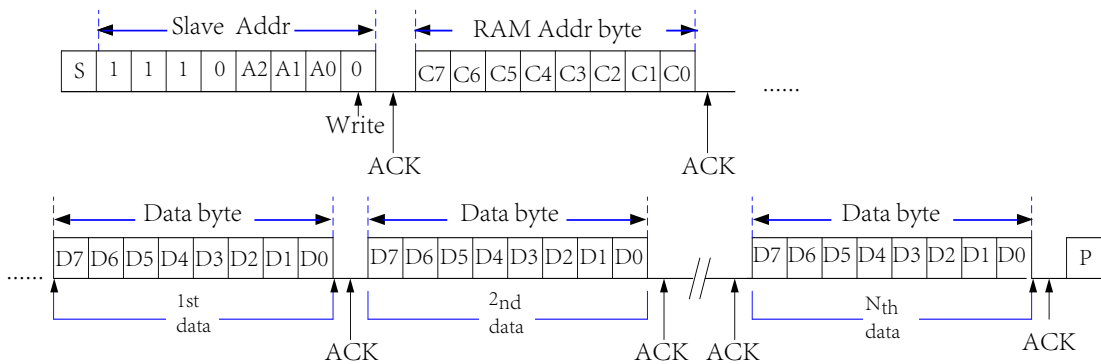 Slave Addr RAM Addr byte
S 1 1 1 0 A2 A1 A0 0 C7 C6 C5 C4 C3 C2 C1 C0
......
Write
ACK ACK
Data byte Data byte Data byte
D7 D6 D5 D4 D3 D2 D1 D0 D7 D6 D5 D4 D3 D2 D1 D0 // D7 D6 D5 D4 D3 D2 D1 D0 P
......
1st 2nd Nth
data data data
ACK ACK ACK ACK